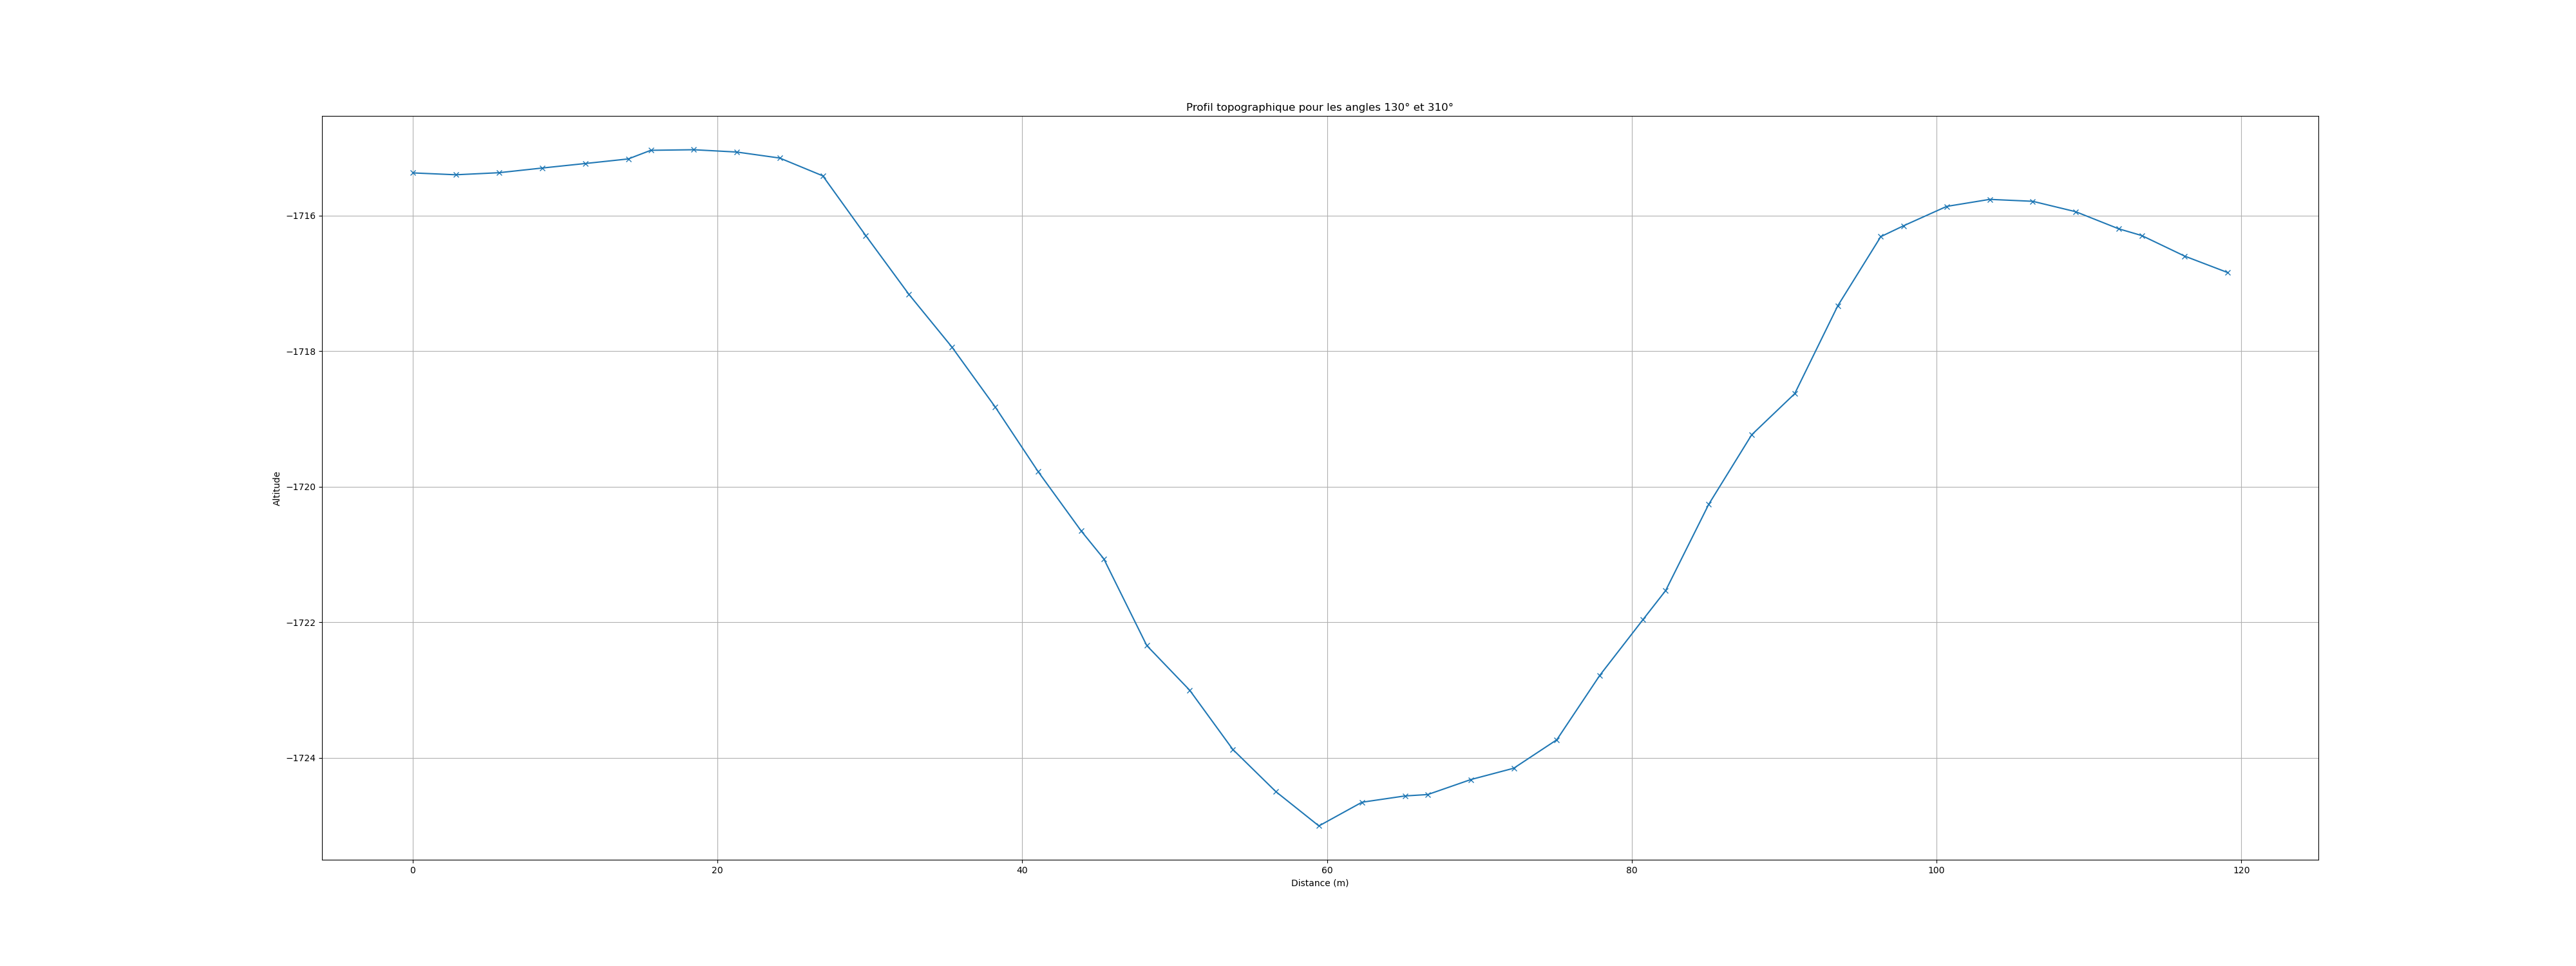 Profil topographique pour les angles 130° et 310°
−1716
−1718
−1720
−1722
−1724
Altitude
0 20 40 60 80 100 120
Distance (m)